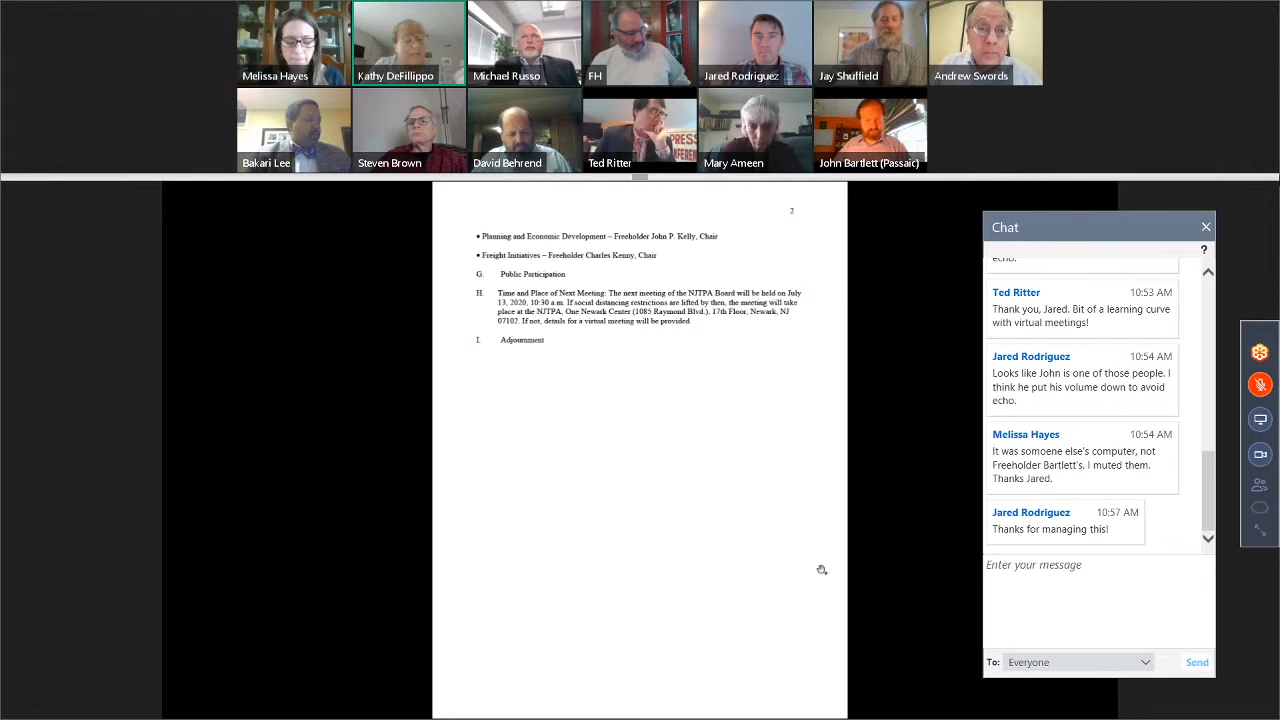 Melissa Hayes
Kathy DeFillippo
Michael Russo
FH
Jared Rodriguez
Jay Shuffield
Andrew Swords
Bakari Lee
Steven Brown
David Behrend
Ted Ritter
PRESS
Mary Ameen
John Bartlett (Passaic)
2
• Planning and Economic Development – Freeholder John P. Kelly, Chair
• Freight Initiatives – Freeholder Charles Kenny, Chair
G. Public Participation
H. Time and Place of Next Meeting: The next meeting of the NJTPA Board will be held on July
13, 2020, 10:30 a.m. If social distancing restrictions are lifted by then, the meeting will take
place at the NJTPA, One Newark Center (1085 Raymond Blvd.), 17th Floor, Newark, NJ
07102. If not, details for a virtual meeting will be provided.
I. Adjournment
Chat
?
echo.
Ted Ritter 10:53 AM
Thank you, Jared. Bit of a learning curve
with virtual meetings!
Jared Rodriguez 10:54 AM
Looks like John is one of those people. I
think he put his volume down to avoid
echo.
Melissa Hayes 10:54 AM
It was somoene else's computer, not
Freeholder Bartlett's. I muted them.
Thanks Jared.
Jared Rodriguez 10:57 AM
Thanks for managing this!
Enter your message
To: Everyone
Send